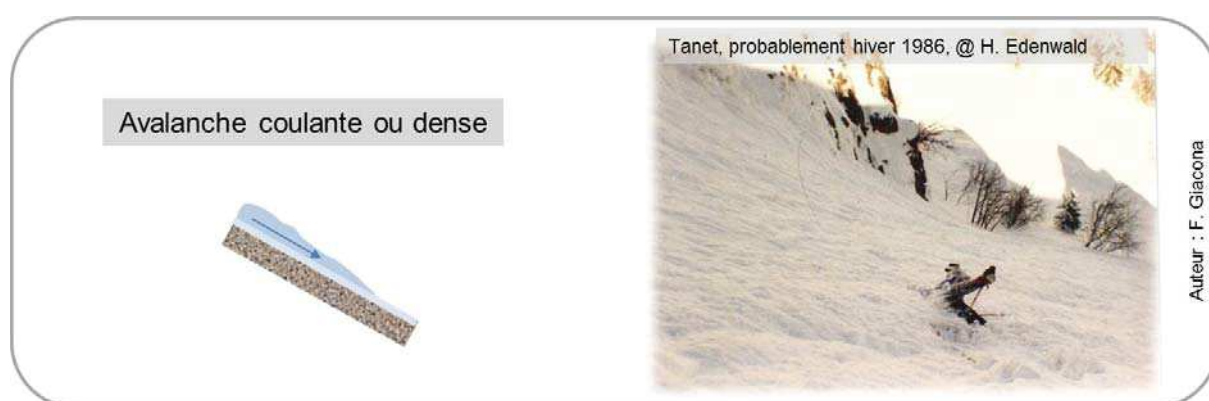 Avalanche coulante ou dense
Tanet, probablement hiver 1986, @ H. Edenwald
Auteur : F. Giacona